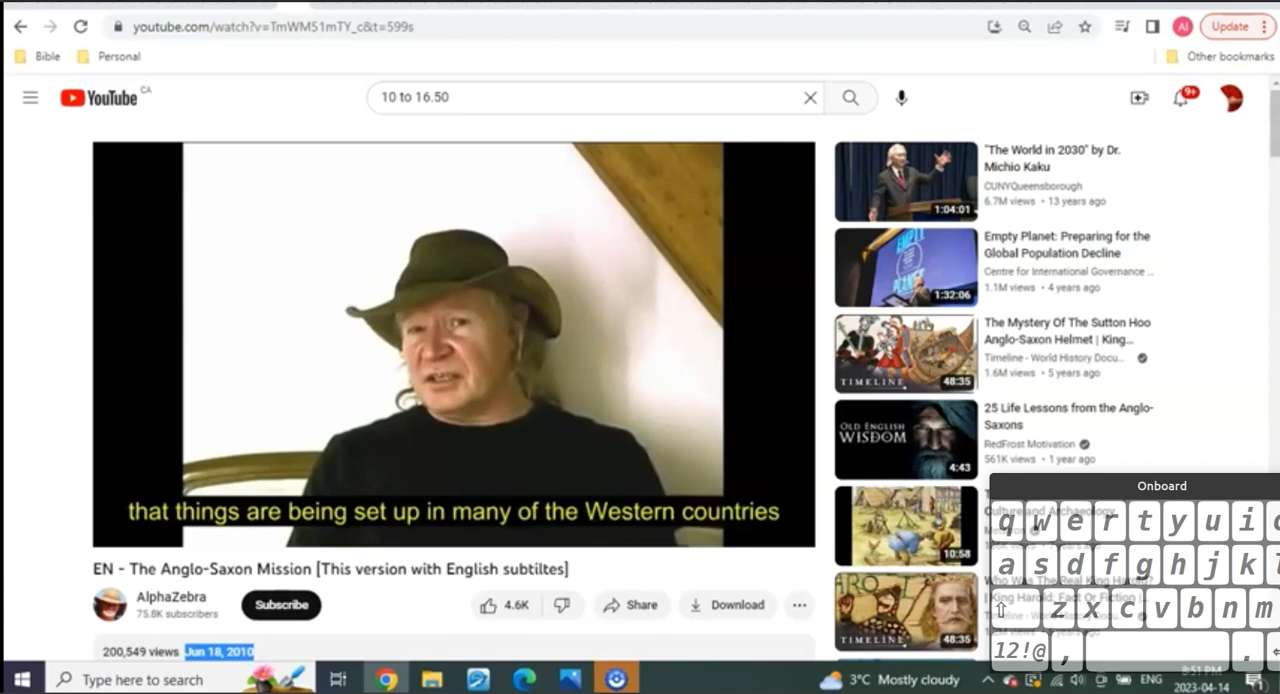 youtube.com/watch?v=TmWM51mTY_c&t=599s
AI
Update
Bible
Personal
Other bookmarks
YouTube CA
10 to 16.50
9+
"The World in 2030" by Dr.
Michio Kaku
CUNYQueensborough
6.7M views • 13 years ago
1:04:01
EMPTY
PLANET
Empty Planet: Preparing for the
Global Population Decline
Centre for International Governance ...
1.1M views • 4 years ago
1:32:06
The Mystery Of The Sutton Hoo
Anglo-Saxon Helmet | King...
Timeline - World History Docu...
1.6M views • 5 years ago
TIMELINE
48:35
25 Life Lessons from the Anglo-
Saxons
RedFrost Motivation
561K views • 1 year ago
OLD ENGLISH
WISDOM
4:43
10:58
TIMELINE
48:35
that things are being set up in many of the Western countries
EN - The Anglo-Saxon Mission [This version with English subtiltes]
AlphaZebra
75.8K subscribers
Subscribe
4.6K
Share
Download
200,549 views Jun 18, 2010
Onboard
q w e r t y u i
a s d f g h j k
z x c v b n m
12!@ , .
Type here to search
3°C Mostly cloudy
ENG
8:51 PM
2023-04-14